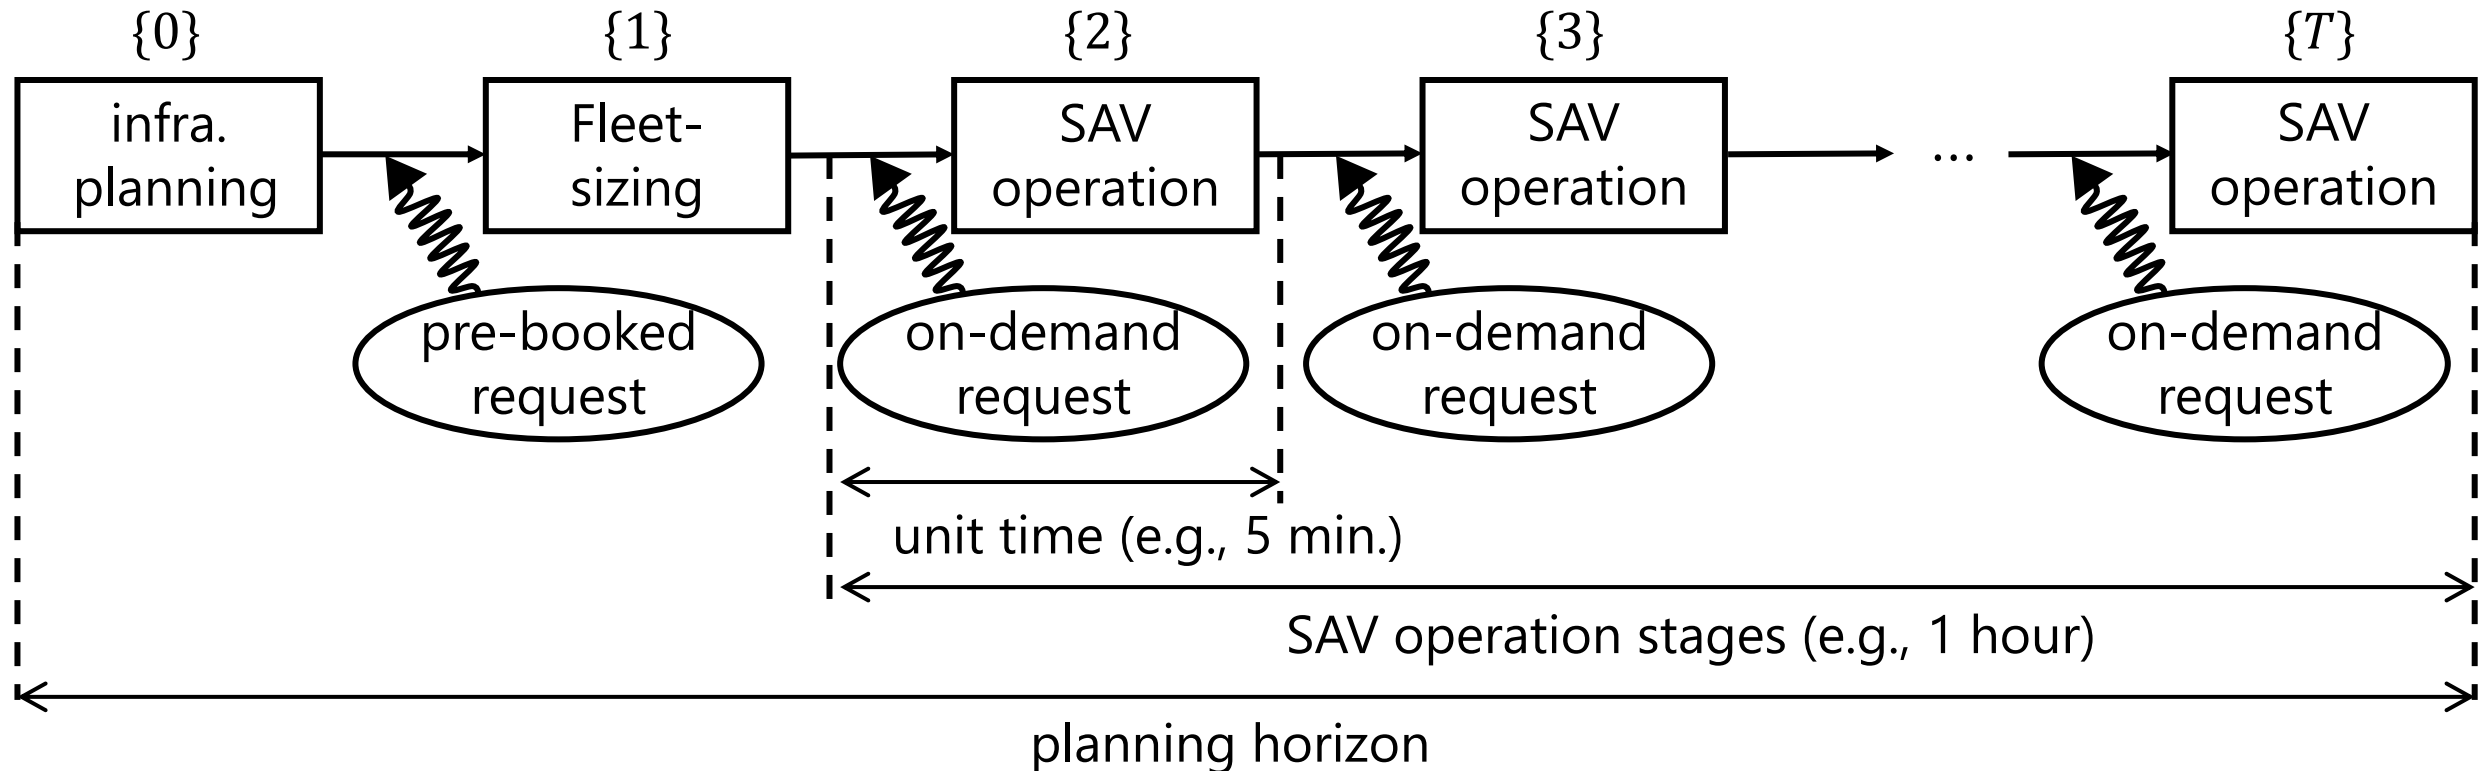 {0}
{1}
{2}
{3}
{T}
infra.
planning
Fleet-
sizing
SAV
operation
SAV
operation
...
SAV
operation
pre-booked
request
on-demand
request
on-demand
request
on-demand
request
unit time (e.g., 5 min.)
SAV operation stages (e.g., 1 hour)
planning horizon